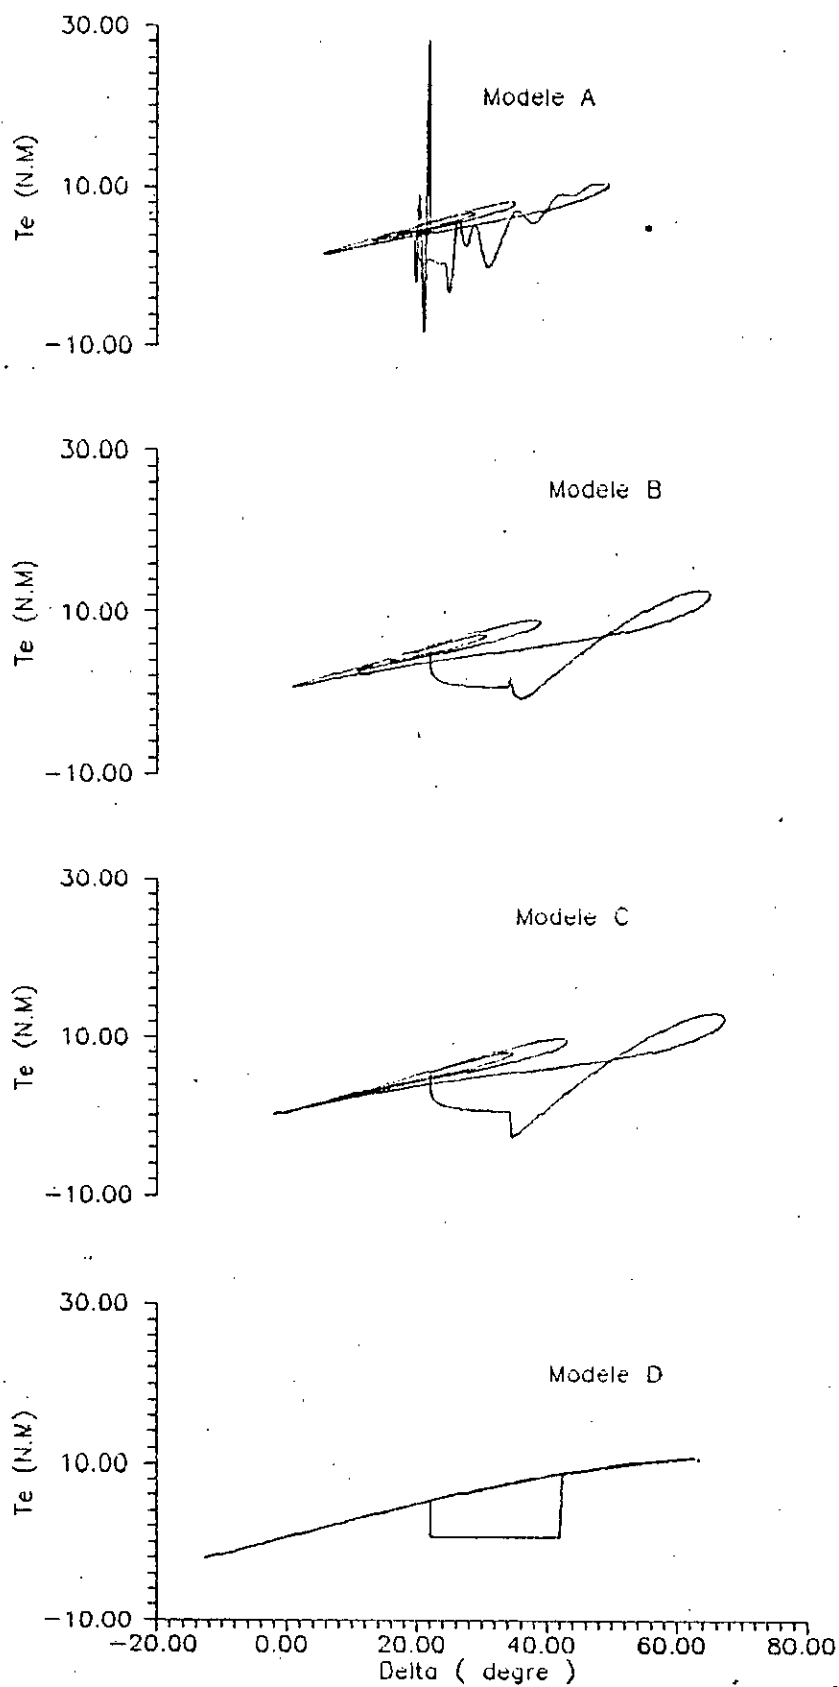 30.00
Modele A
10.00
Te (N.M)
-10.00
30.00
Modele B
10.00
Te (N.M)
-10.00
30.00
Modele C
10.00
Te (N.M)
-10.00
30.00
Modele D
10.00
Te (N.M)
-10.00
-20.00 0.00 20.00 40.00 60.00 80.00
Delta ( degre )